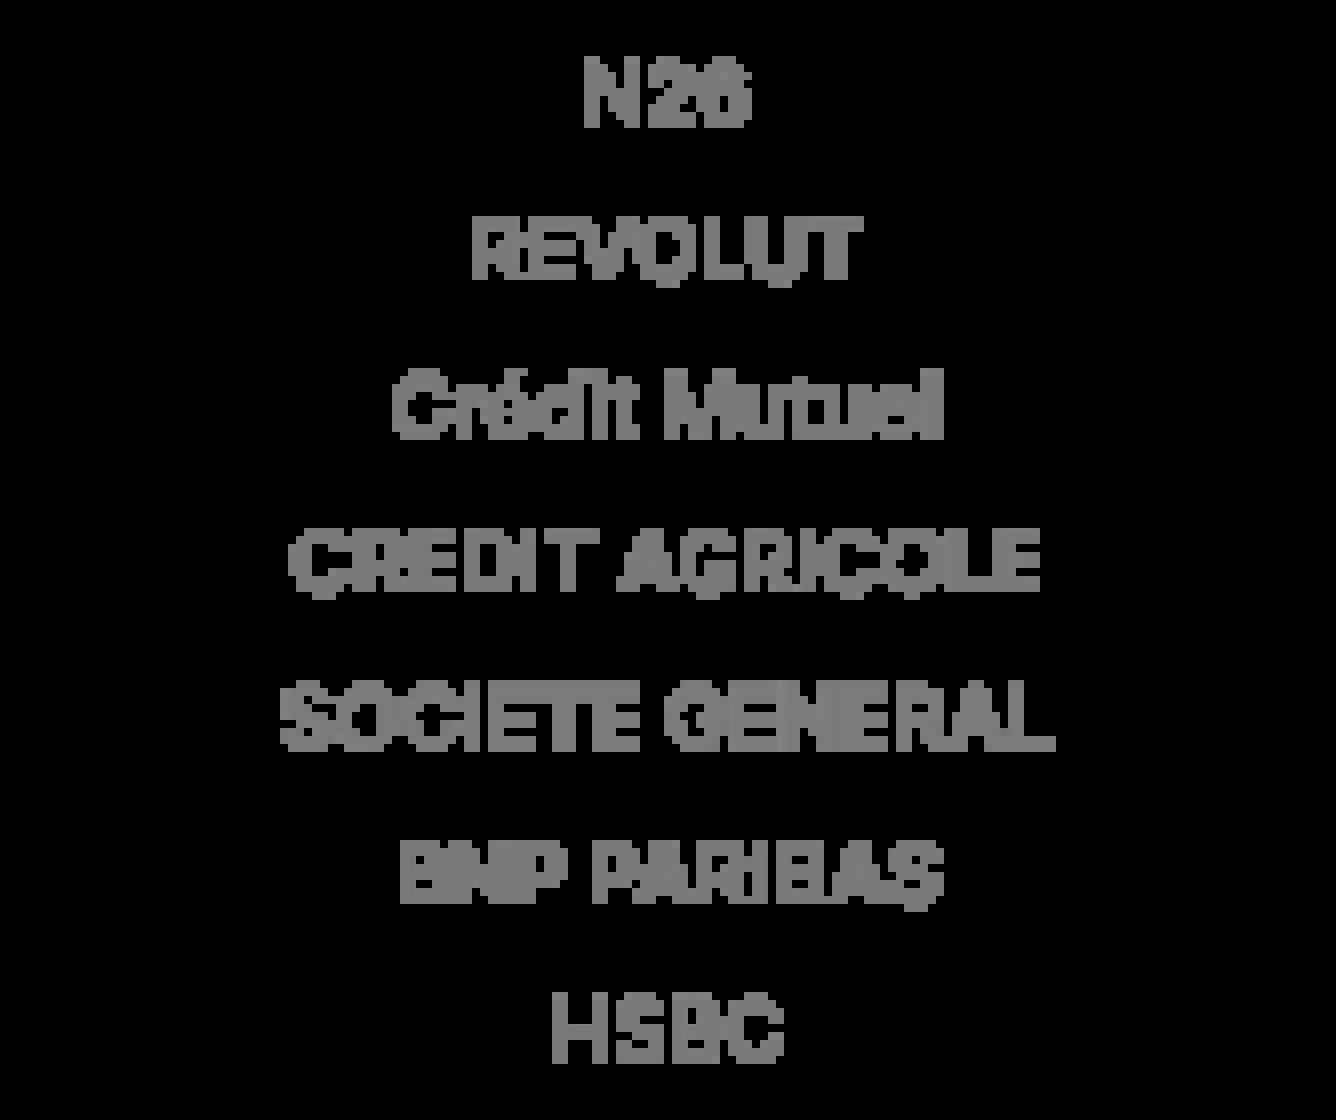 N26
REVOLUT
Crédit Mutuel
CREDIT AGRICOLE
SOCIETE GENERAL
BNP PARIBAS
HSBC